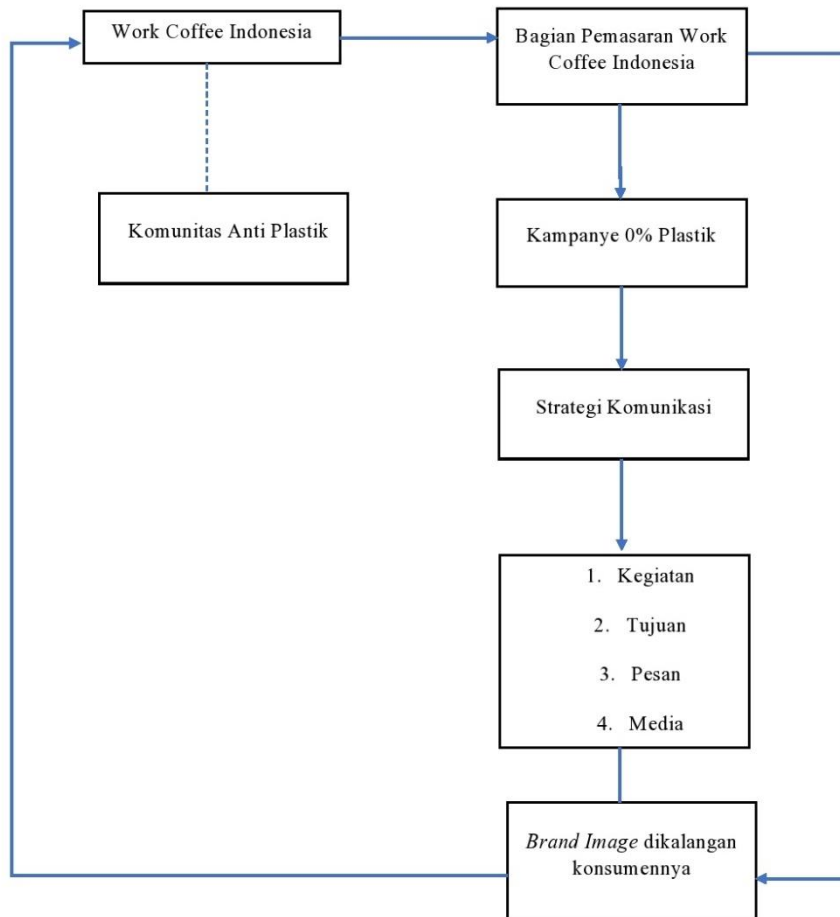 Work Coffee Indonesia
Bagian Pemasaran Work
Coffee Indonesia
Komunitas Anti Plastik
Kampanye 0% Plastik
Strategi Komunikasi
1. Kegiatan
2. Tujuan
3. Pesan
4. Media
Brand Image dikalangan
konsumennya